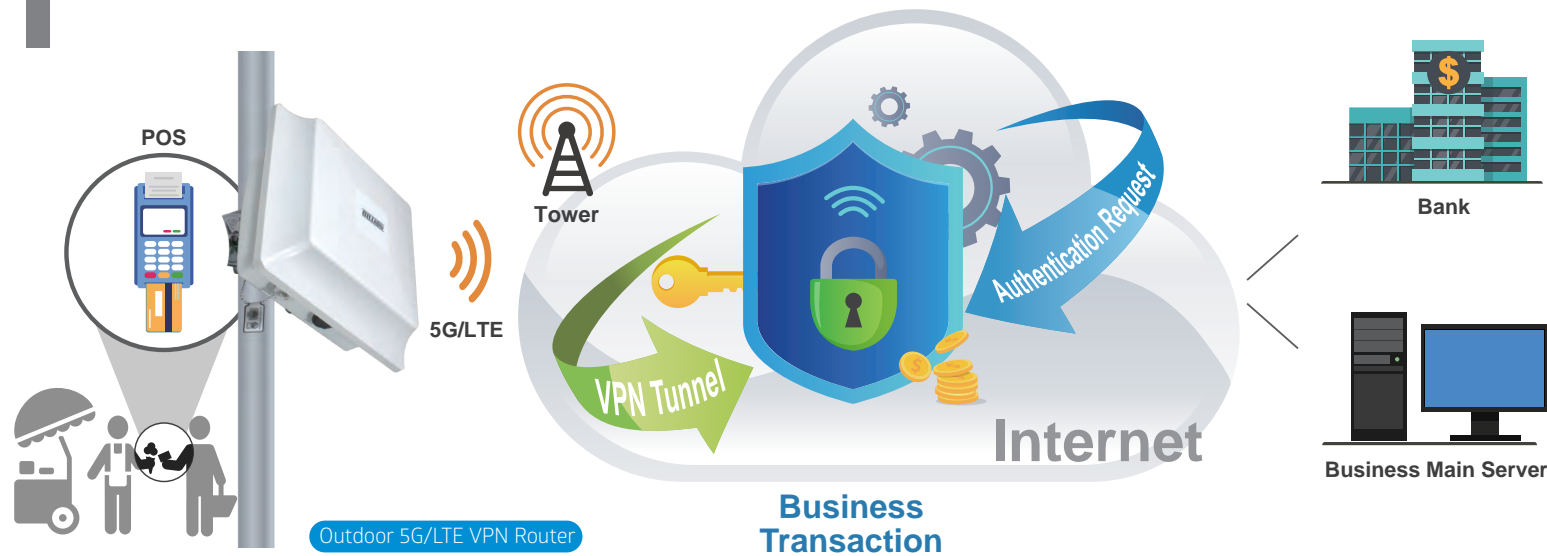 POS
Tower
5G/LTE
VPN Tunnel
Authentication Request
$
$
BILLION
Internet
Bank
Business Main Server
Outdoor 5G/LTE VPN Router
Business
Transaction